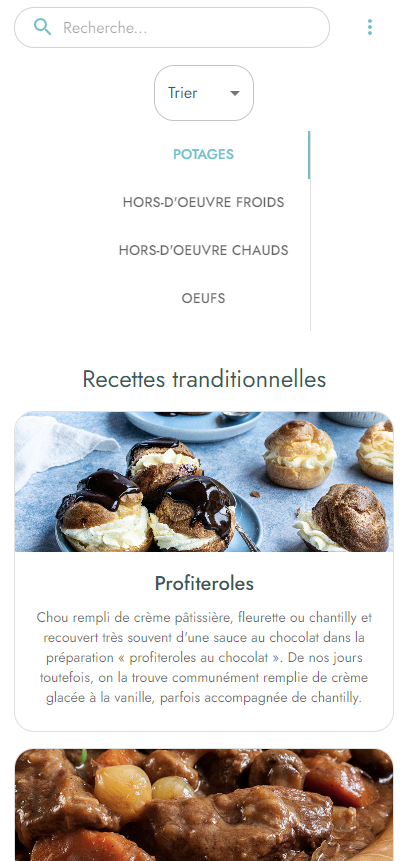 Recherche...
Trier
POTAGES
HORS-D'OEUVRE FROIDS
HORS-D'OEUVRE CHAUDS
OEUFS
Recettes tranditionnelles
Profiteroles
Chou rempli de crème pâtissière, fleurette ou chantilly et
recouvert très souvent d'une sauce au chocolat dans la
préparation « profiteroles au chocolat ». De nos jours
toutefois, on la trouve communément remplie de crème
glacée à la vanille, parfois accompagnée de chantilly.